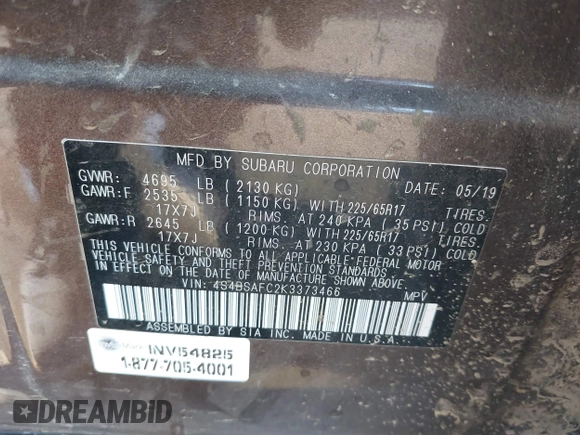 MFD BY SUBARU CORPORATION DATE: 05/19
GVWR: 4695 LB ( 2130 KG)
GAWR:F 2535 LB ( 1150 KG) WITH 225/65R17 TIRES.
17X7J RIMS. AT 240 KPA ( 35 PSI) COLD
GAWR:R 2645 LB ( 1200 KG) WITH 225/65R17 TIRES.
17X7J RIMS. AT 230 KPA ( 33 PSI) COLD
THIS VEHICLE CONFORMS TO ALL APPLICABLE FEDERAL MOTOR
VEHICLE SAFETY AND THEFT PREVENTION STANDARDS
IN EFFECT ON THE DATE OF MANUFACTURE SHOWN ABOVE.
VIN: 4S4BSAFC2K3373466 MPV
ASSEMBLED BY SIA INC. MADE IN U.S.A.
INV54825
1-877-705-4001
DREAMBID